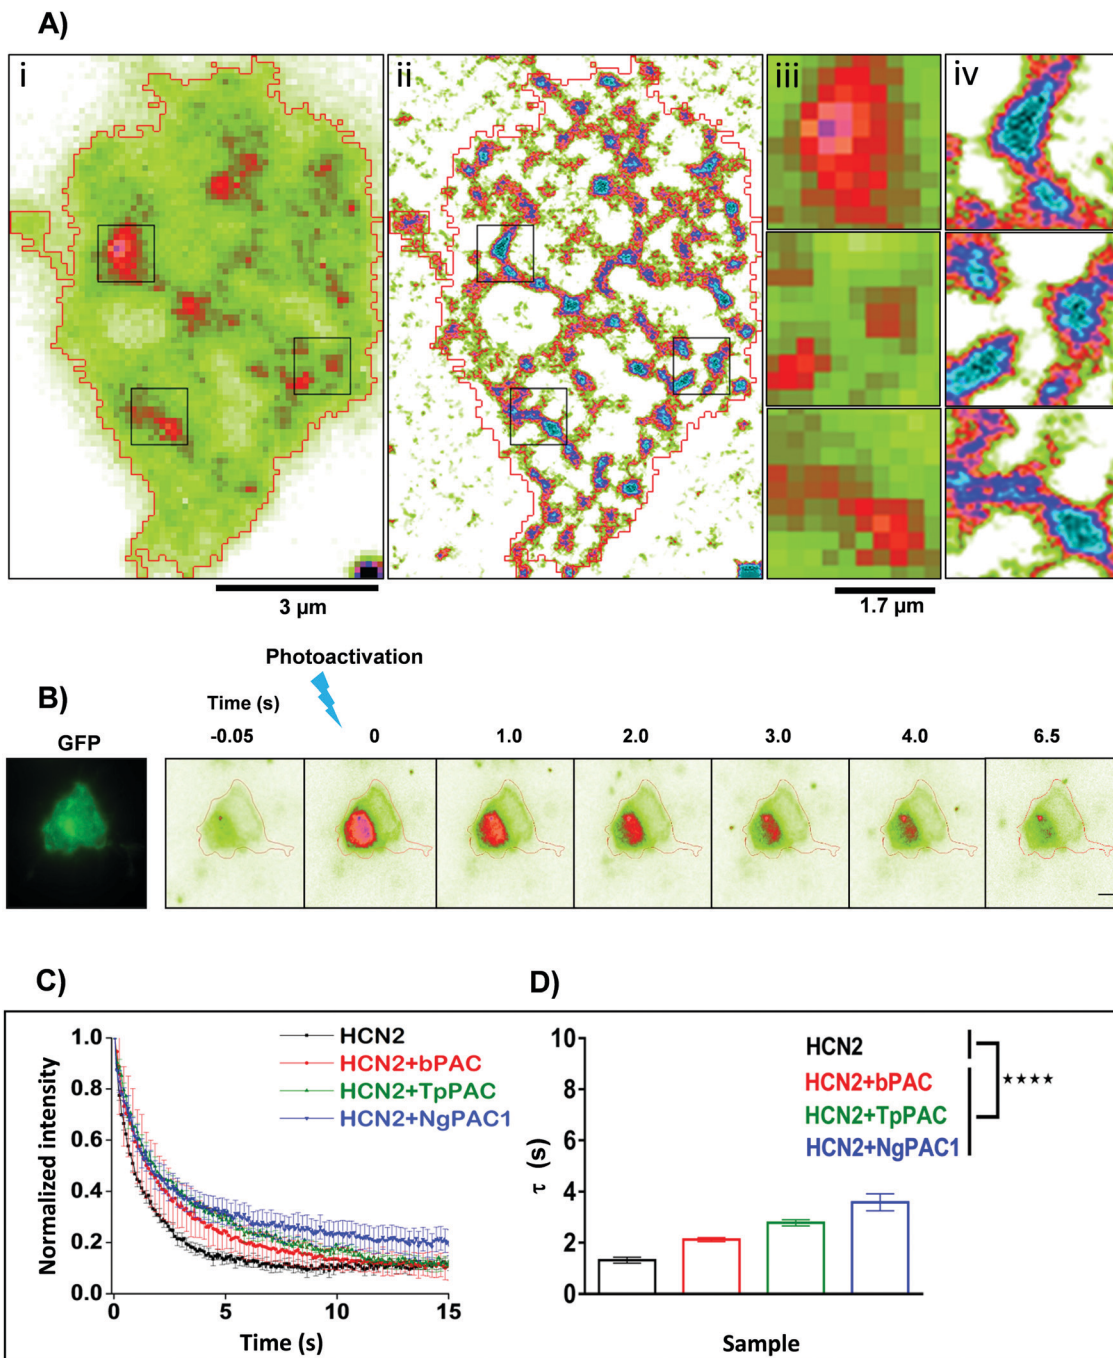 A)
i
ii
iii
iv
3 µm
1.7 µm
Photoactivation
B)
Time (s)
GFP
-0.05
0
1.0
2.0
3.0
4.0
6.5
C)
D)
1.0
0.8
0.6
0.4
0.2
0.0
Normalized intensity
HCN2
HCN2+bPAC
HCN2+TpPAC
HCN2+NgPAC1
0
5
10
15
Time (s)
10
8
6
4
2
0
τ (s)
HCN2
HCN2+bPAC
HCN2+TpPAC
HCN2+NgPAC1
★★★★
Sample